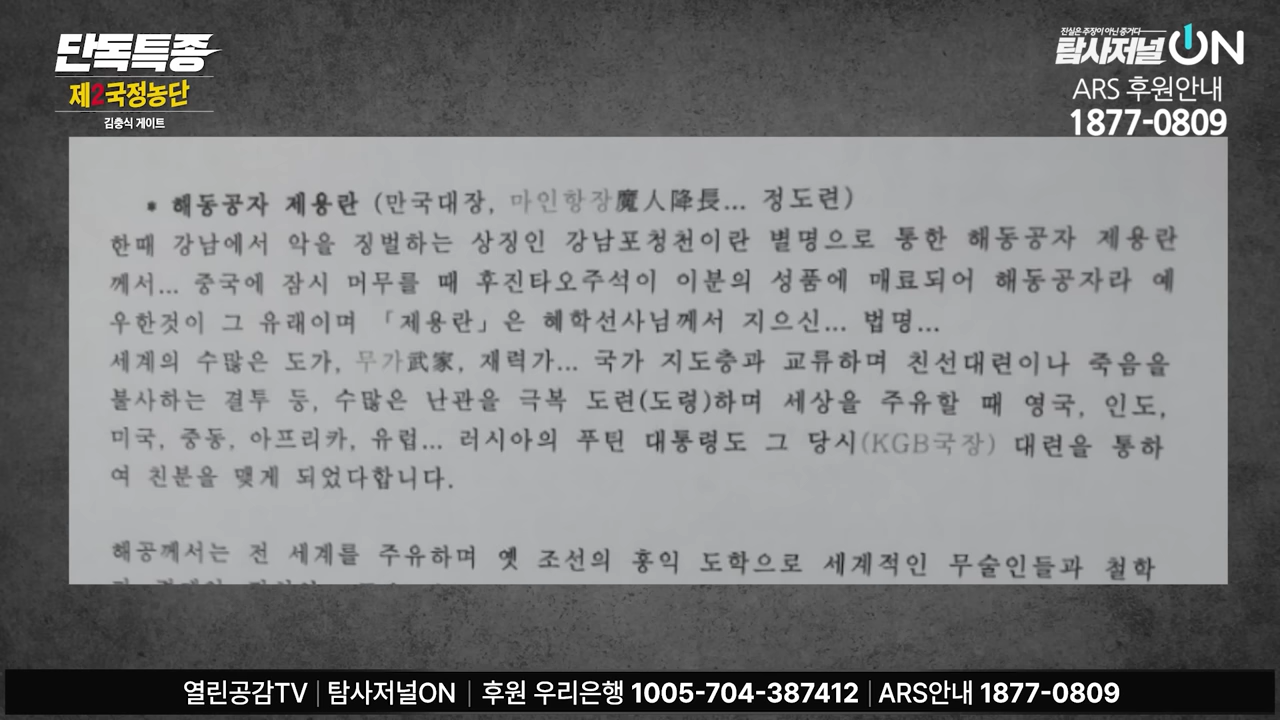 단독특종
제2국정농단
김충식 게이트
진실은 주장이 아닌 증거다
탐사저널ON
ARS 후원안내
1877-0809
* 해동공자 제용란 (만국대장, 마인항장魔人降長... 정도련)
한때 강남에서 악을 징벌하는 상징인 강남포청천이란 별명으로 통한 해동공자 제용란
께서... 중국에 잠시 머무를 때 후진타오주석이 이분의 성품에 매료되어 해동공자라 예
우한것이 그 유래이며 「제용란」은 혜학선사님께서 지으신... 법명...
세계의 수많은 도가, 무가武家, 재력가... 국가 지도층과 교류하며 친선대련이나 죽음을
불사하는 결투 등, 수많은 난관을 극복 도련(도령)하며 세상을 주유할 때 영국, 인도,
미국, 중동, 아프리카, 유럽... 러시아의 푸틴 대통령도 그 당시(KGB국장) 대련을 통하
여 친분을 맺게 되었다합니다.
해공께서는 전 세계를 주유하며 옛 조선의 홍익 도학으로 세계적인 무술인들과 철학
열린공감TV | 탐사저널ON | 후원 우리은행 1005-704-387412 | ARS안내 1877-0809